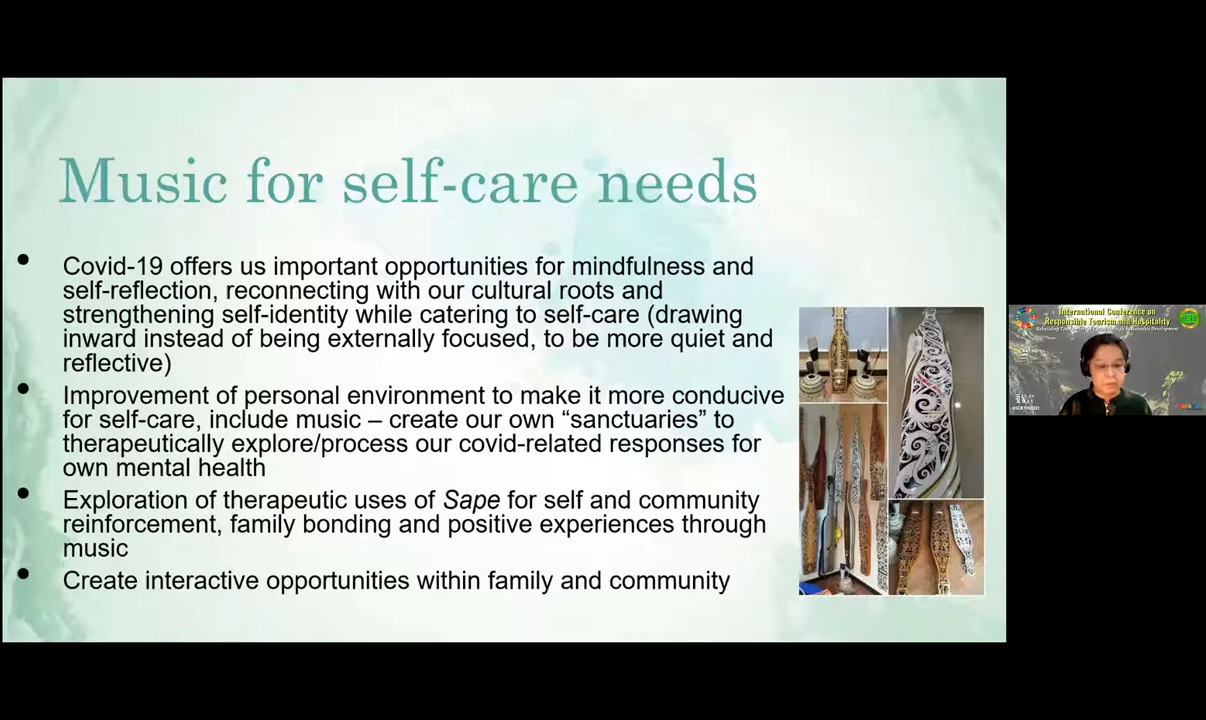 Music for self-care needs
• Covid-19 offers us important opportunities for mindfulness and
self-reflection, reconnecting with our cultural roots and
strengthening self-identity while catering to self-care (drawing
inward instead of being externally focused, to be more quiet and
reflective)
• Improvement of personal environment to make it more conducive
for self-care, include music – create our own “sanctuaries” to
therapeutically explore/process our covid-related responses for
own mental health
• Exploration of therapeutic uses of Sape for self and community
reinforcement, family bonding and positive experiences through
music
• Create interactive opportunities within family and community
International Conference on
Responsible Tourism and Hospitality